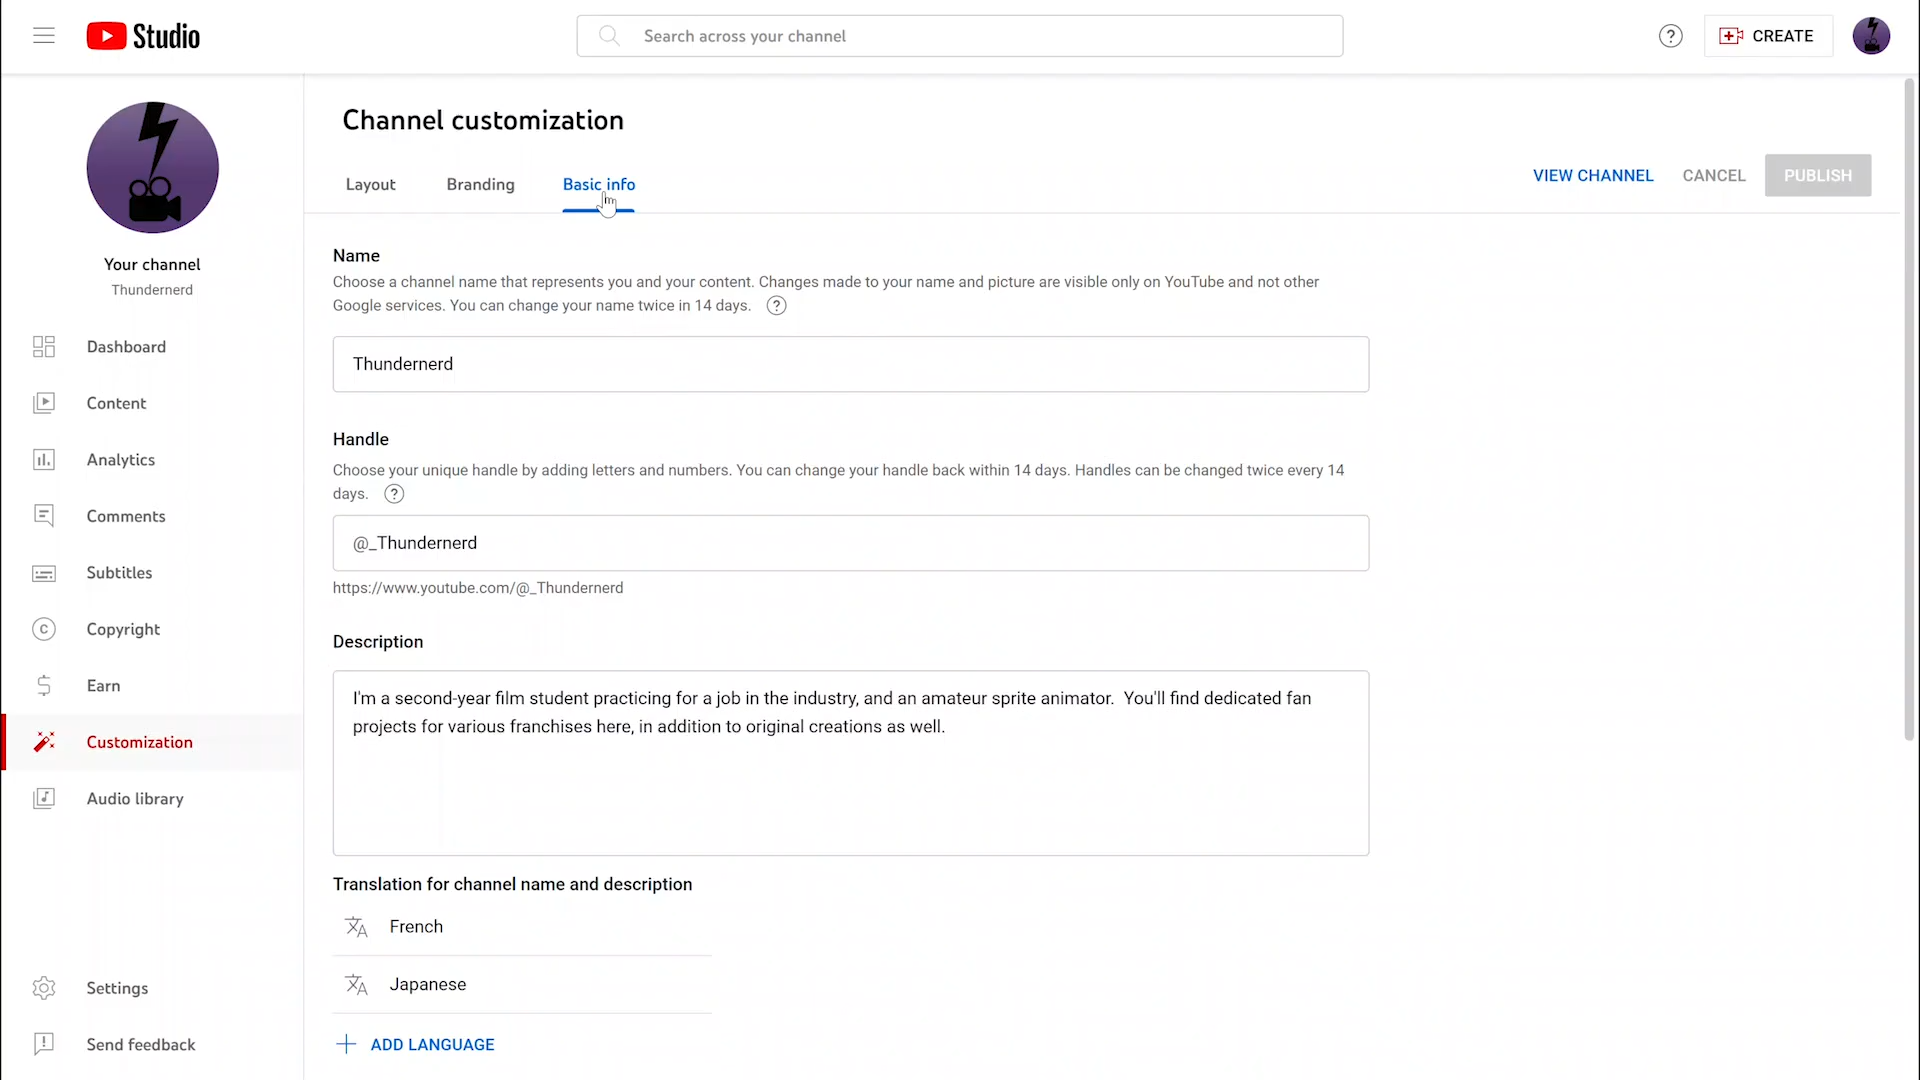 Studio
Search across your channel
CREATE
Channel customization
Layout
Branding
Basic info
VIEW CHANNEL
CANCEL
PUBLISH
Your channel
Thundernerd
Dashboard
Content
Analytics
Comments
Subtitles
Copyright
Earn
Customization
Audio library
Settings
Send feedback
Name
Choose a channel name that represents you and your content. Changes made to your name and picture are visible only on YouTube and not other
Google services. You can change your name twice in 14 days.
Thundernerd
Handle
Choose your unique handle by adding letters and numbers. You can change your handle back within 14 days. Handles can be changed twice every 14
days.
@_Thundernerd
https://www.youtube.com/@_Thundernerd
Description
I'm a second-year film student practicing for a job in the industry, and an amateur sprite animator.  You'll find dedicated fan
projects for various franchises here, in addition to original creations as well.
Translation for channel name and description
French
Japanese
ADD LANGUAGE